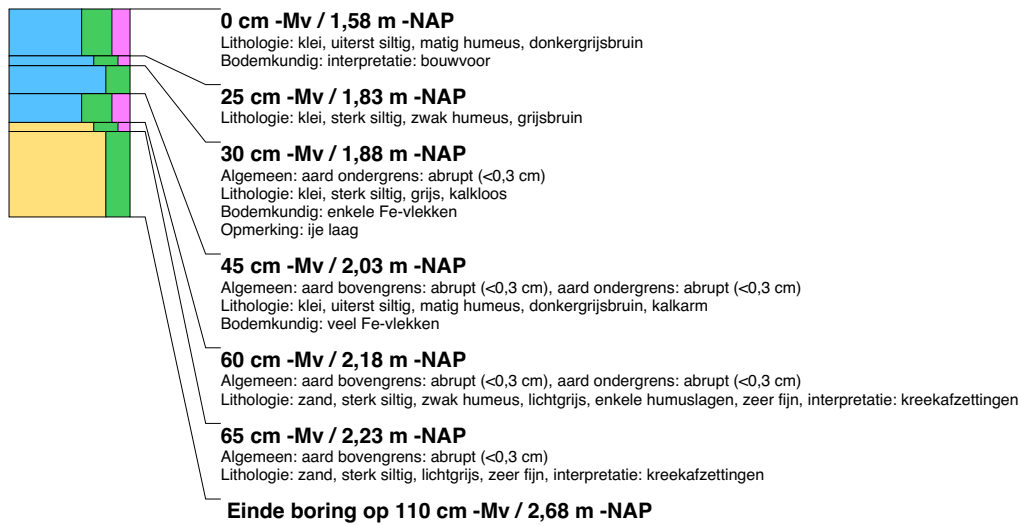 0 cm -Mv / 1,58 m -NAP
Lithologie: klei, uiterst siltig, matig humeus, donkergrijsbruin
Bodemkundig: interpretatie: bouwvoor
25 cm -Mv / 1,83 m -NAP
Lithologie: klei, sterk siltig, zwak humeus, grijsbruin
30 cm -Mv / 1,88 m -NAP
Algemeen: aard ondergrens: abrupt (<0,3 cm)
Lithologie: klei, sterk siltig, grijs, kalkloos
Bodemkundig: enkele Fe-vlekken
Opmerking: ije laag
45 cm -Mv / 2,03 m -NAP
Algemeen: aard bovengrens: abrupt (<0,3 cm), aard ondergrens: abrupt (<0,3 cm)
Lithologie: klei, uiterst siltig, matig humeus, donkergrijsbruin, kalkarm
Bodemkundig: veel Fe-vlekken
60 cm -Mv / 2,18 m -NAP
Algemeen: aard bovengrens: abrupt (<0,3 cm), aard ondergrens: abrupt (<0,3 cm)
Lithologie: zand, sterk siltig, zwak humeus, lichtgrijs, enkele humuslagen, zeer fijn, interpretatie: kreekafzettingen
65 cm -Mv / 2,23 m -NAP
Algemeen: aard bovengrens: abrupt (<0,3 cm)
Lithologie: zand, sterk siltig, lichtgrijs, zeer fijn, interpretatie: kreekafzettingen
Einde boring op 110 cm -Mv / 2,68 m -NAP